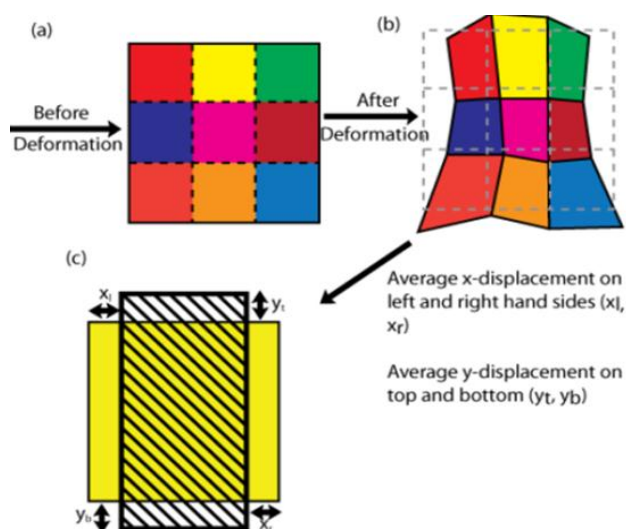 (a)
(b)
Before
Deformation
After
Deformation
(c)
xl
yt
Average x-displacement on
left and right hand sides (xl,
xr)
Average y-displacement on
top and bottom (yt, yb)
yb